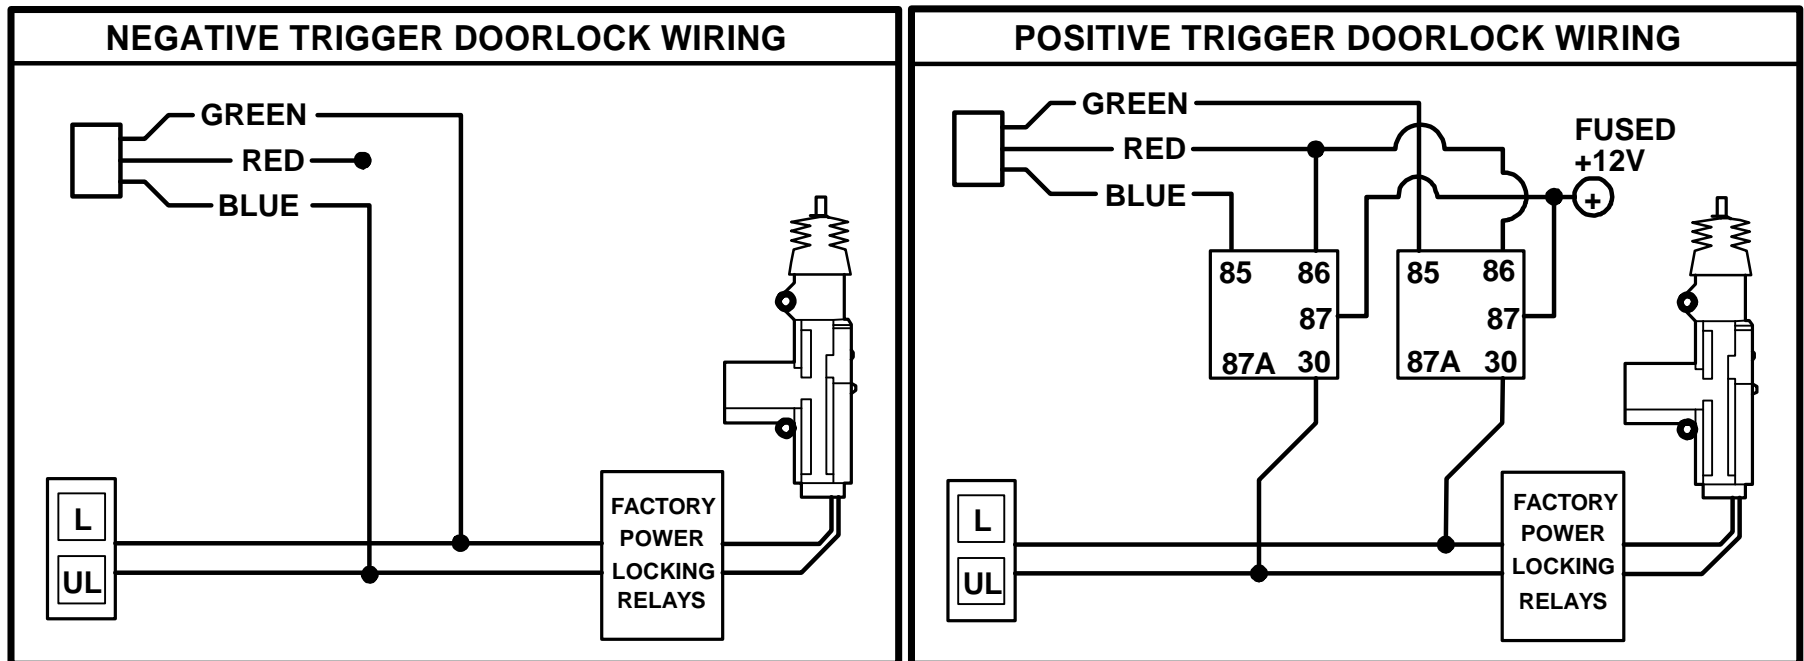 NEGATIVE TRIGGER DOORLOCK WIRING
GREEN
RED
BLUE
L
UL
FACTORY
POWER
LOCKING
RELAYS
POSITIVE TRIGGER DOORLOCK WIRING
GREEN
RED
BLUE
FUSED
+12V
+
85 86
87
87A 30
85 86
87
87A 30
L
UL
FACTORY
POWER
LOCKING
RELAYS